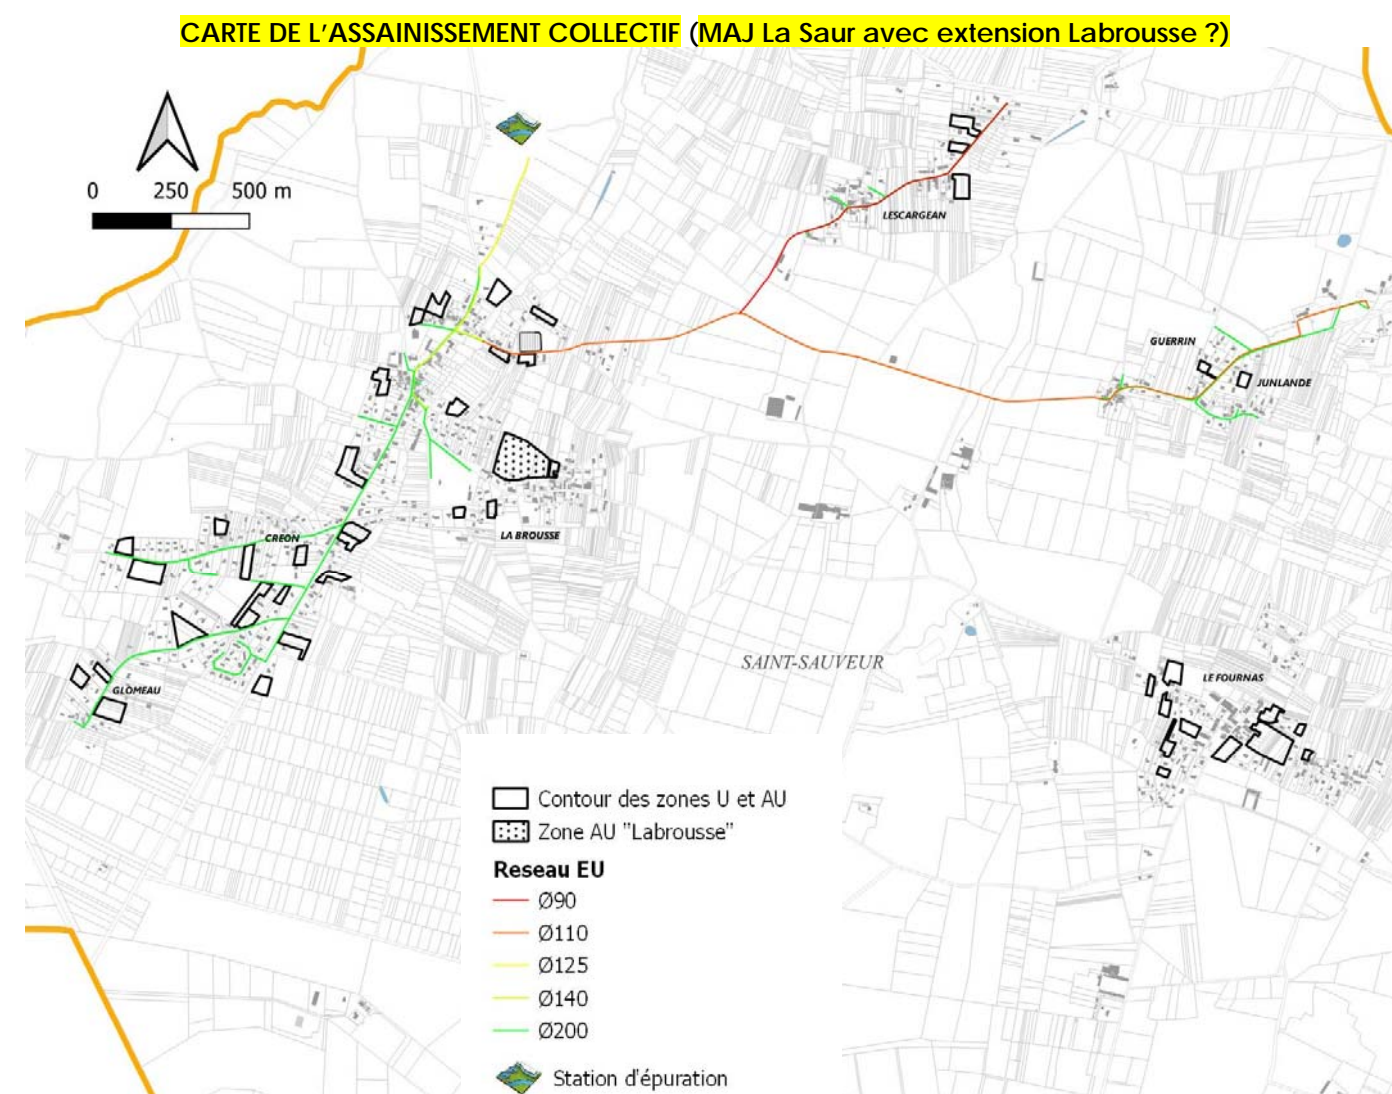 CARTE DE L'ASSAINISSEMENT COLLECTIF (MAJ La Saur avec extension Labrousse ?)
0 250 500 m
LESCARGEAN
GUERRIN
JUNLANDE
CREON
LA BROUSSE
SAINT-SAUVEUR
LE FOURNAS
GLOMEAU
Contour des zones U et AU
Zone AU "Labrousse"
Reseau EU
Ø90
Ø110
Ø125
Ø140
Ø200
Station d'épuration